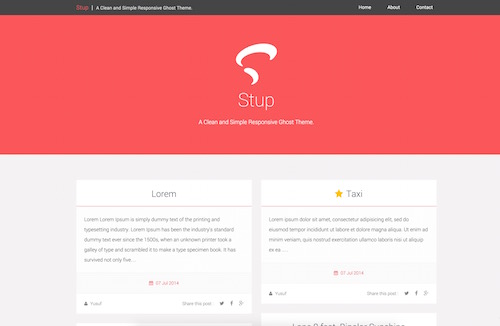 Stup | A Clean and Simple Responsive Ghost Theme. Home About Contact
Stup
A Clean and Simple Responsive Ghost Theme.
Lorem
Lorem Ipsum is simply dummy text of the printing and
typesetting industry. Lorem Ipsum has been the industry's standard
dummy text ever since the 1500s, when an unknown printer took
a galley of type and scrambled it to make a type specimen book. It has
survived not only five ...
07 Jul 2014
Yusuf Share this post:
Taxi
Lorem ipsum dolor sit amet, consectetur adipisicing elit, sed do
eiusmod tempor incididunt ut labore et dolore magna aliqua. Ut enim ad
minim veniam, quis nostrud exercitation ullamco laboris nisi ut aliquip
ex ea ...
07 Jul 2014
Yusuf Share this post: